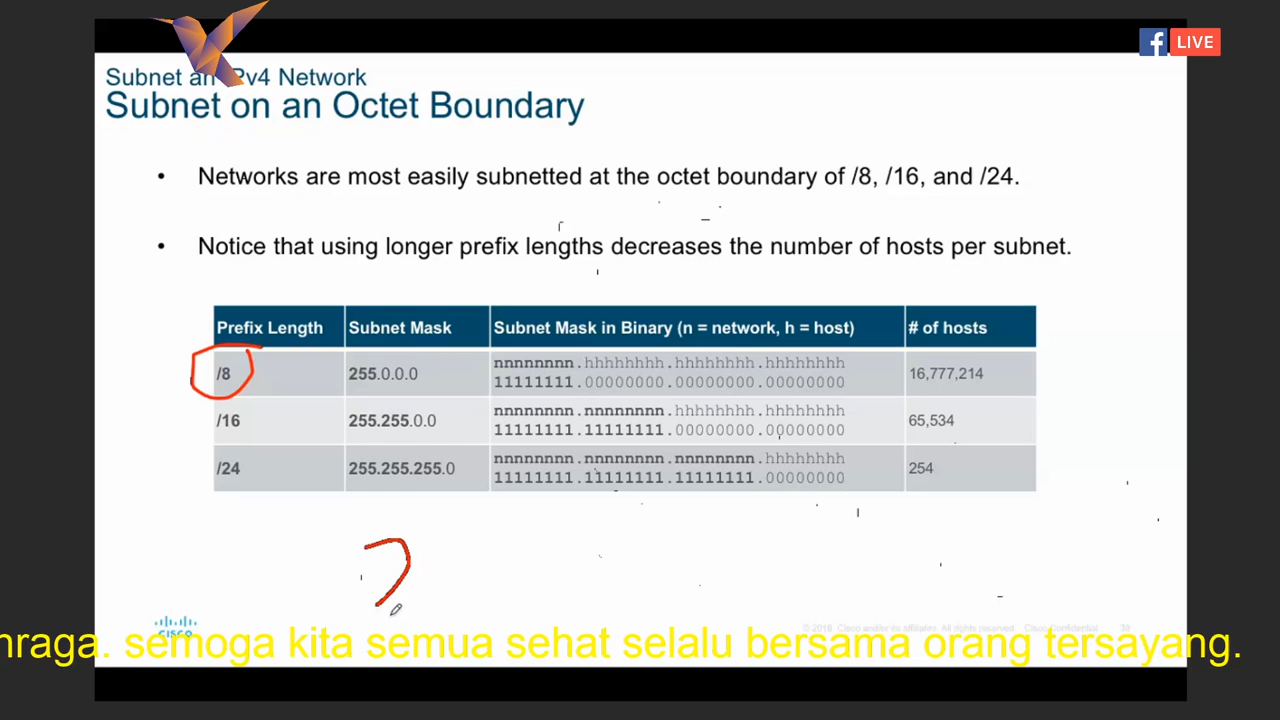 LIVE
Subnet an IPv4 Network
Subnet on an Octet Boundary
• Networks are most easily subnetted at the octet boundary of /8, /16, and /24.
• Notice that using longer prefix lengths decreases the number of hosts per subnet.
Prefix Length Subnet Mask Subnet Mask in Binary (n = network, h = host) # of hosts
/8 255.0.0.0 nnnnnnnn.hhhhhhhh.hhhhhhhh.hhhhhhhh 16,777,214
11111111.00000000.00000000.00000000
/16 255.255.0.0 nnnnnnnn.nnnnnnnn.hhhhhhhh.hhhhhhhh 65,534
11111111.11111111.00000000.00000000
/24 255.255.255.0 nnnnnnnn.nnnnnnnn.nnnnnnnn.hhhhhhhh 254
11111111.11111111.11111111.00000000
CISCO
© 2016 Cisco and/or its affiliates. All rights reserved. Cisco Confidential
semoga kita semua sehat selalu bersama orang tersayang.